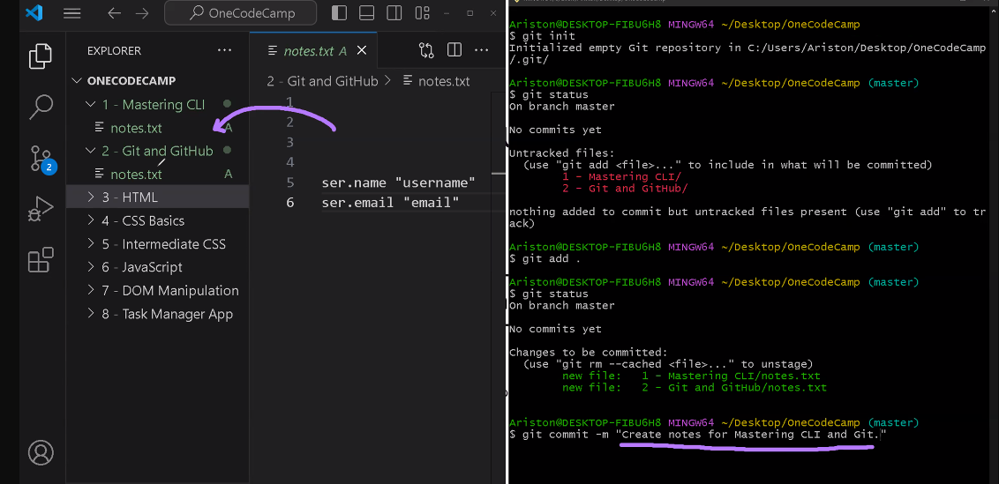 OneCodeCamp
EXPLORER
notes.txt A
ONECODECAMP
2 - Git and GitHub > notes.txt
1 - Mastering CLI
notes.txt A
2 - Git and GitHub
notes.txt A
3 - HTML
4 - CSS Basics
5 - Intermediate CSS
6 - JavaScript
7 - DOM Manipulation
8 - Task Manager App
2
1
2
3
4
5 ser.name "username"
6 ser.email "email"
Ariston@DESKTOP-FIBU6H8 MINGW64 ~/Desktop/OneCodeCamp
$ git init
Initialized empty Git repository in C:/Users/Ariston/Desktop/OneCodeCamp
/.git/
Ariston@DESKTOP-FIBU6H8 MINGW64 ~/Desktop/OneCodeCamp (master)
$ git status
On branch master
No commits yet
Untracked files:
(use "git add <file>..." to include in what will be committed)
1 - Mastering CLI/
2 - Git and GitHub/
nothing added to commit but untracked files present (use "git add" to tr
ack)
Ariston@DESKTOP-FIBU6H8 MINGW64 ~/Desktop/OneCodeCamp (master)
$ git add .
Ariston@DESKTOP-FIBU6H8 MINGW64 ~/Desktop/OneCodeCamp (master)
$ git status
On branch master
No commits yet
Changes to be committed:
(use "git rm --cached <file>..." to unstage)
new file: 1 - Mastering CLI/notes.txt
new file: 2 - Git and GitHub/notes.txt
Ariston@DESKTOP-FIBU6H8 MINGW64 ~/Desktop/OneCodeCamp (master)
$ git commit -m "Create notes for Mastering CLI and Git."